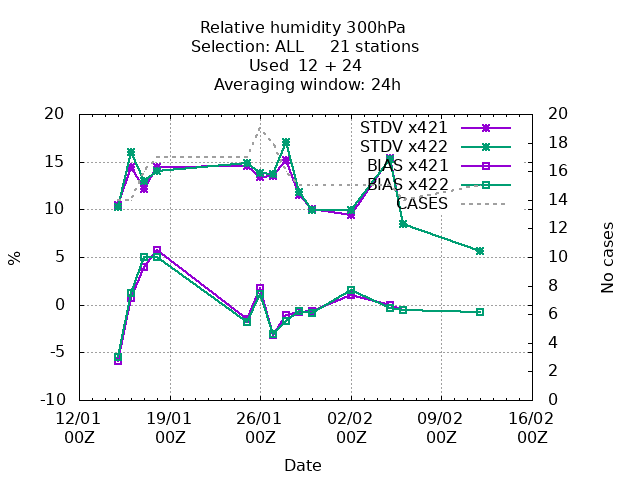 Relative humidity 300hPa
Selection: ALL 21 stations
Used 12 + 24
Averaging window: 24h
STDV x421
STDV x422
BIAS x421
BIAS x422
CASES
20
15
10
5
0
-5
-10
%
20
18
16
14
12
10
8
6
4
2
0
No cases
12/01 19/01 26/01 02/02 09/02 16/02
00Z 00Z 00Z 00Z 00Z 00Z
Date